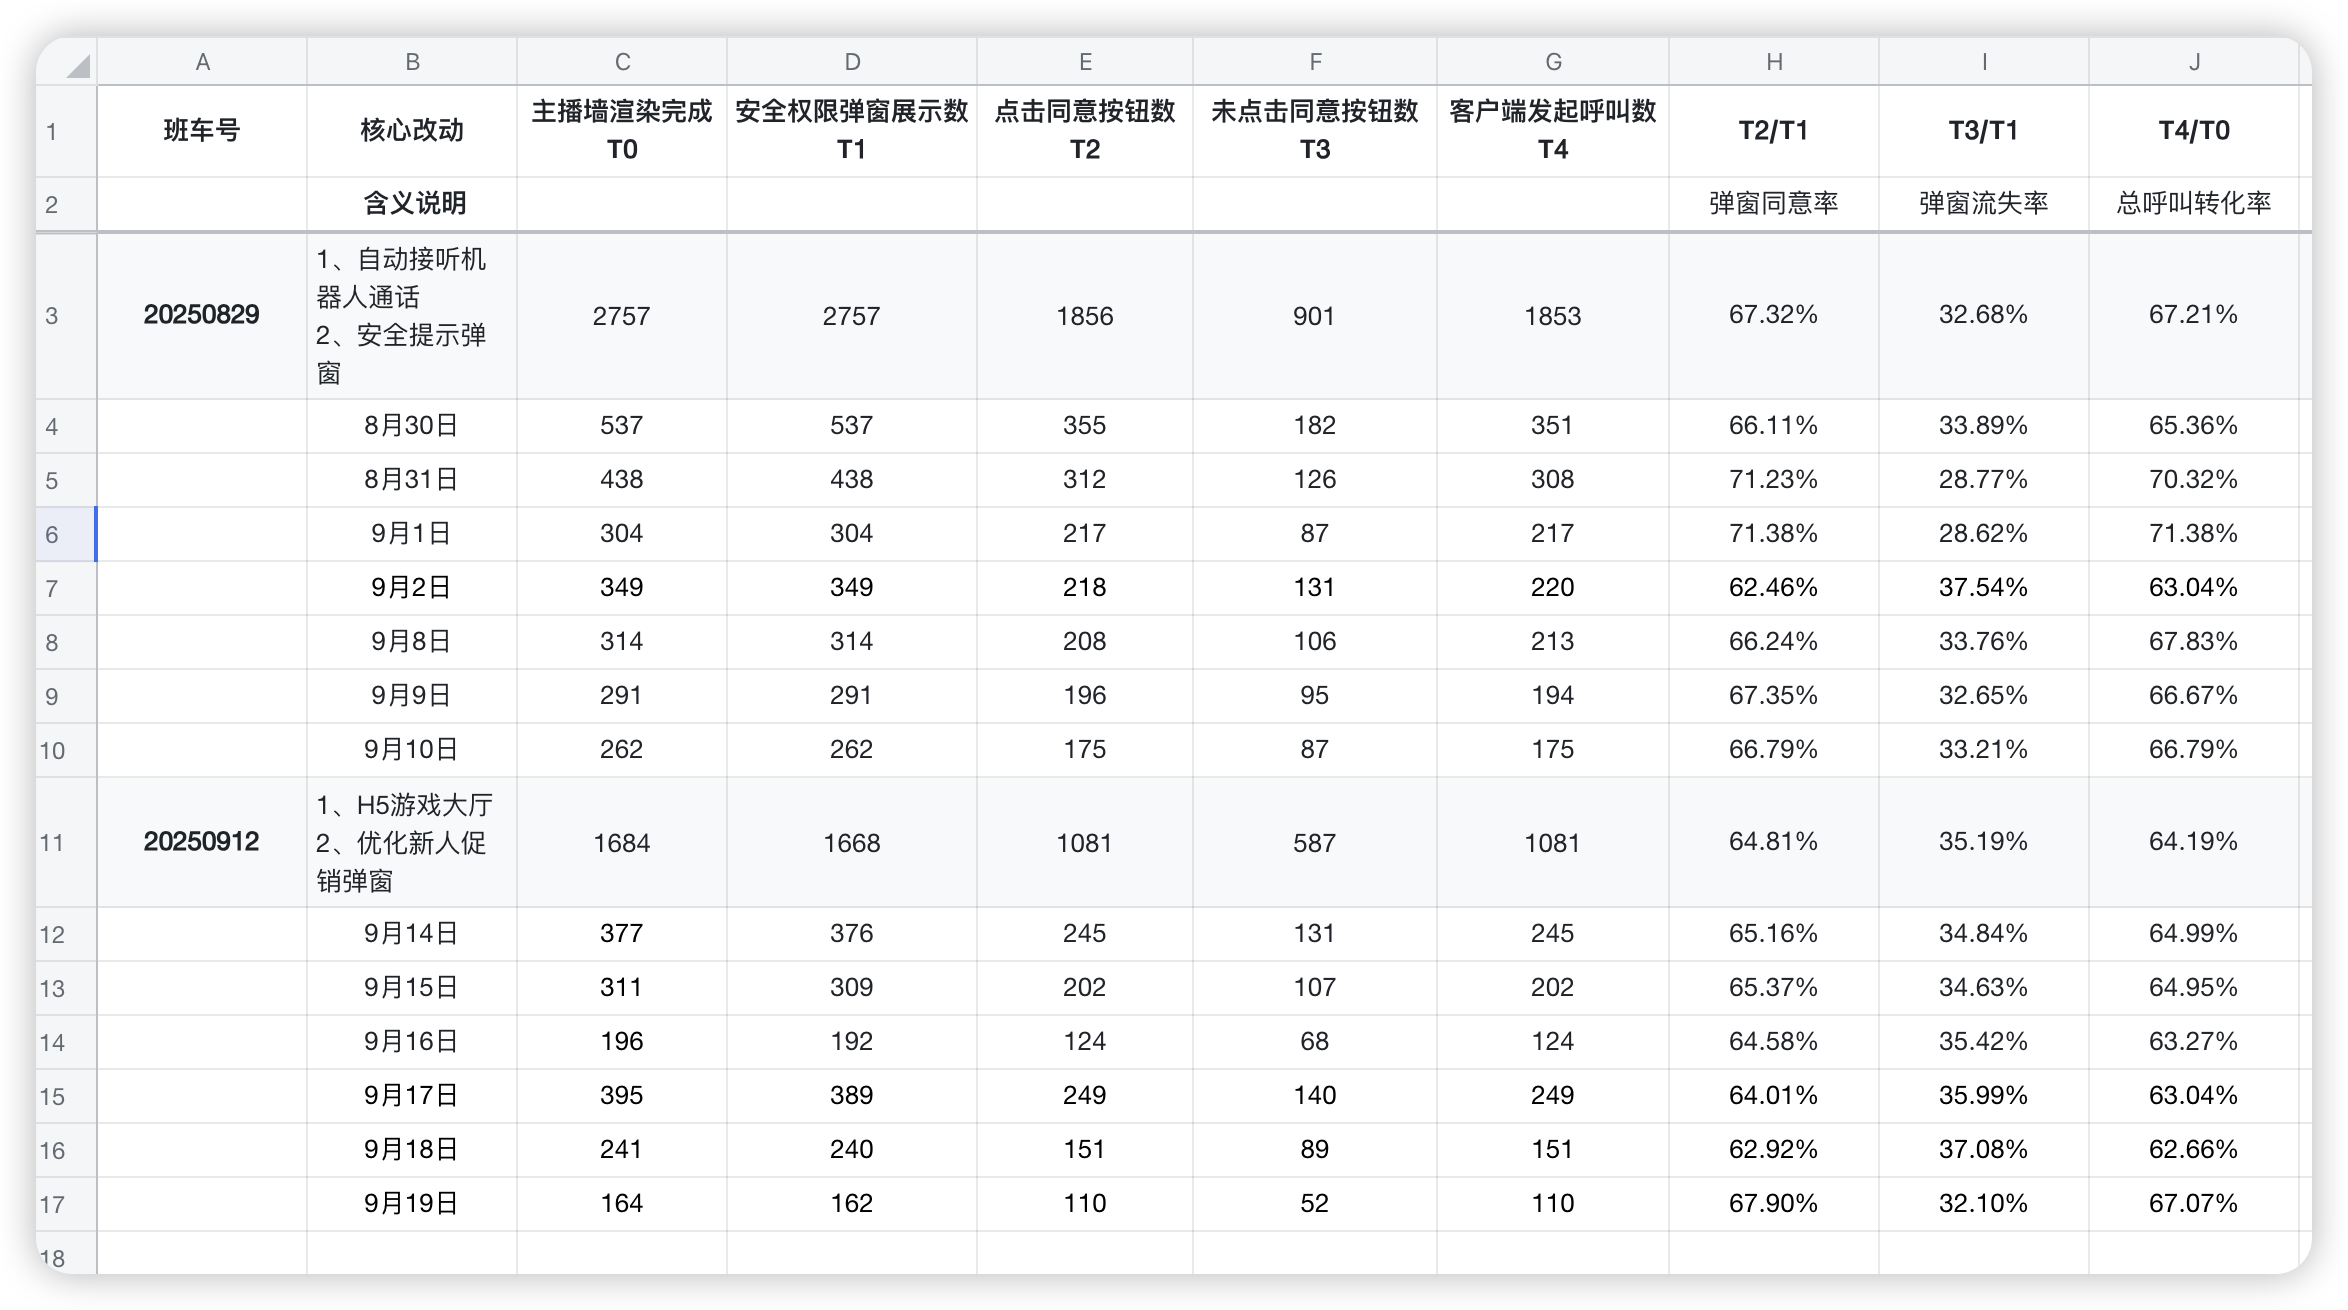 A B C D E F G H I J
1 班车号 核心改动 主播墙渲染完成 T0 安全权限弹窗展示数 T1 点击同意按钮数 T2 未点击同意按钮数 T3 客户端发起呼叫数 T4 T2/T1 T3/T1 T4/T0
2 含义说明 弹窗同意率 弹窗流失率 总呼叫转化率
3 20250829 1、自动接听机器人通话 2、安全提示弹窗 2757 2757 1856 901 1853 67.32% 32.68% 67.21%
4 8月30日 537 537 355 182 351 66.11% 33.89% 65.36%
5 8月31日 438 438 312 126 308 71.23% 28.77% 70.32%
6 9月1日 304 304 217 87 217 71.38% 28.62% 71.38%
7 9月2日 349 349 218 131 220 62.46% 37.54% 63.04%
8 9月8日 314 314 208 106 213 66.24% 33.76% 67.83%
9 9月9日 291 291 196 95 194 67.35% 32.65% 66.67%
10 9月10日 262 262 175 87 175 66.79% 33.21% 66.79%
11 20250912 1、H5游戏大厅 2、优化新人促销弹窗 1684 1668 1081 587 1081 64.81% 35.19% 64.19%
12 9月14日 377 376 245 131 245 65.16% 34.84% 64.99%
13 9月15日 311 309 202 107 202 65.37% 34.63% 64.95%
14 9月16日 196 192 124 68 124 64.58% 35.42% 63.27%
15 9月17日 395 389 249 140 249 64.01% 35.99% 63.04%
16 9月18日 241 240 151 89 151 62.92% 37.08% 62.66%
17 9月19日 164 162 110 52 110 67.90% 32.10% 67.07%
18